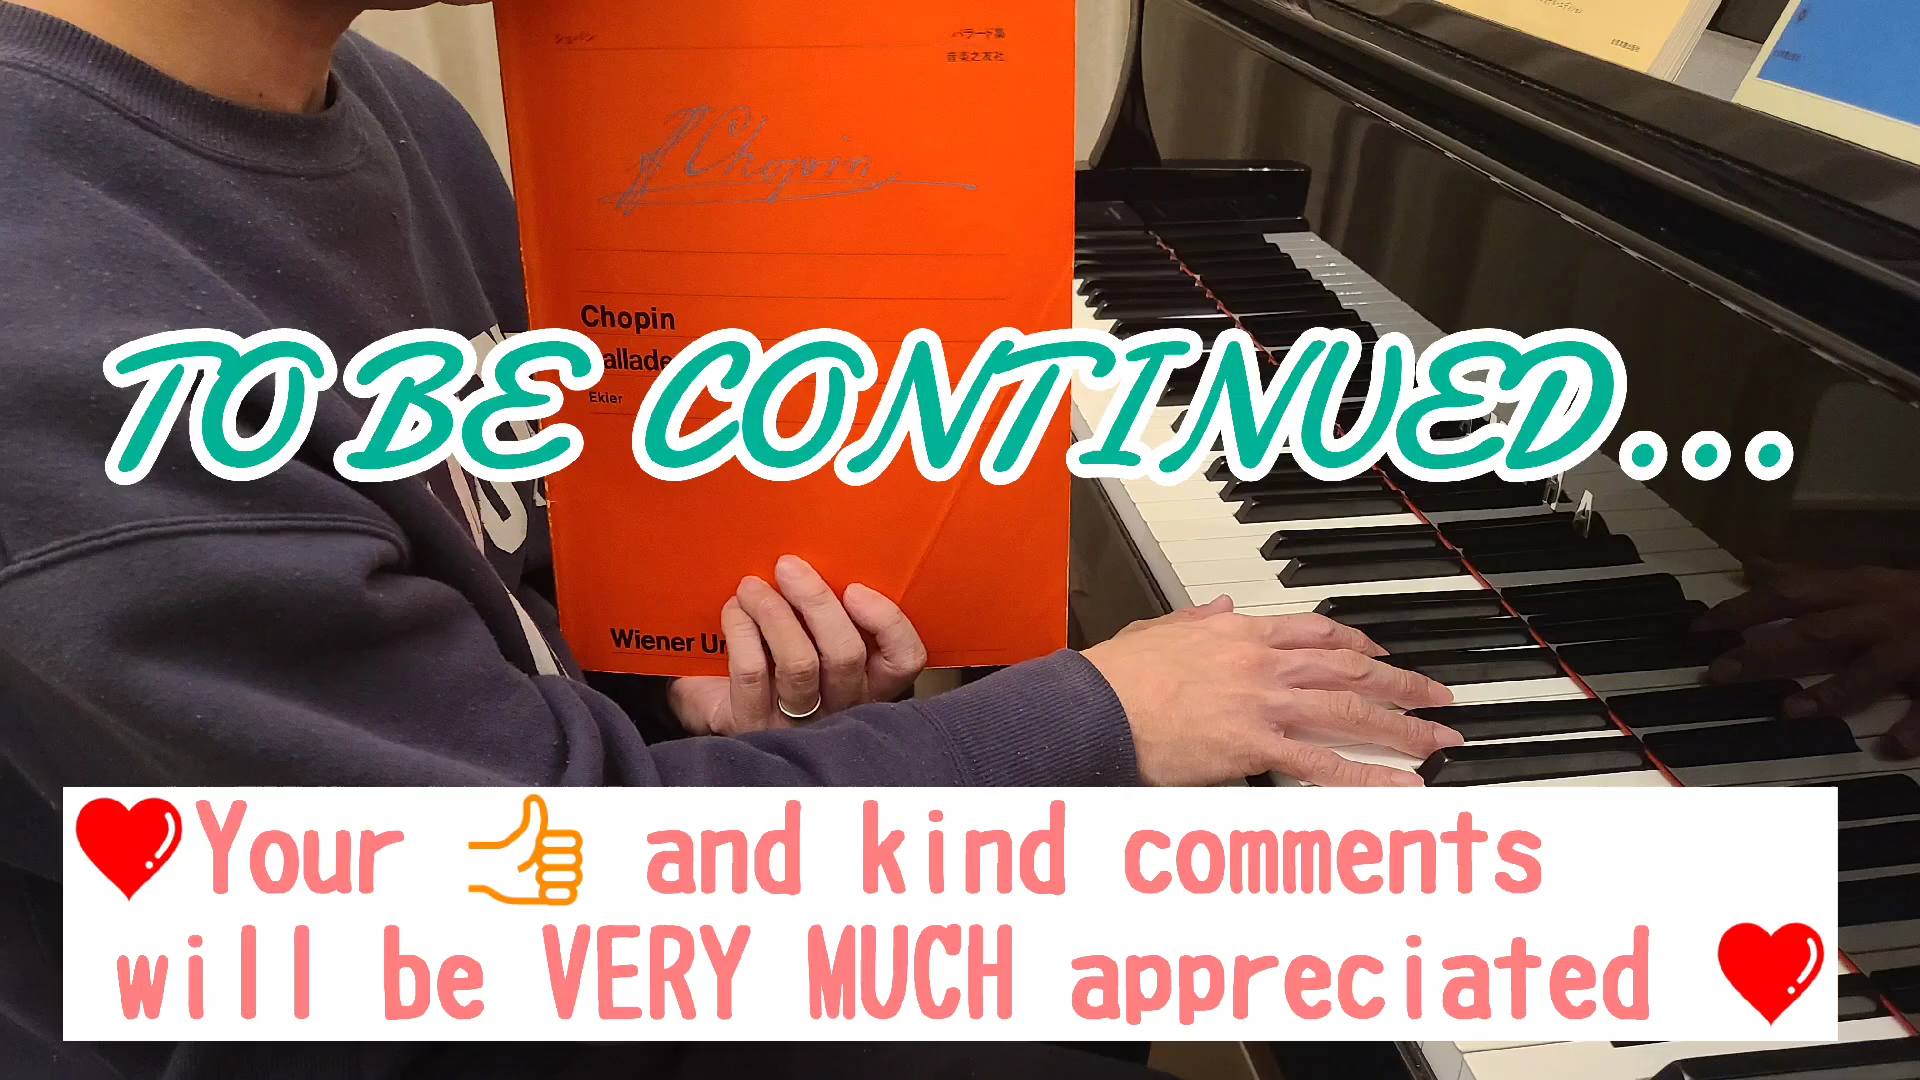 ショパン
バラード集
音楽之友社
Chopin
Chopin
allade
Ekier
TO BE CONTINUED...
Wiener Ur
Your 👍 and kind comments
will be VERY MUCH appreciated